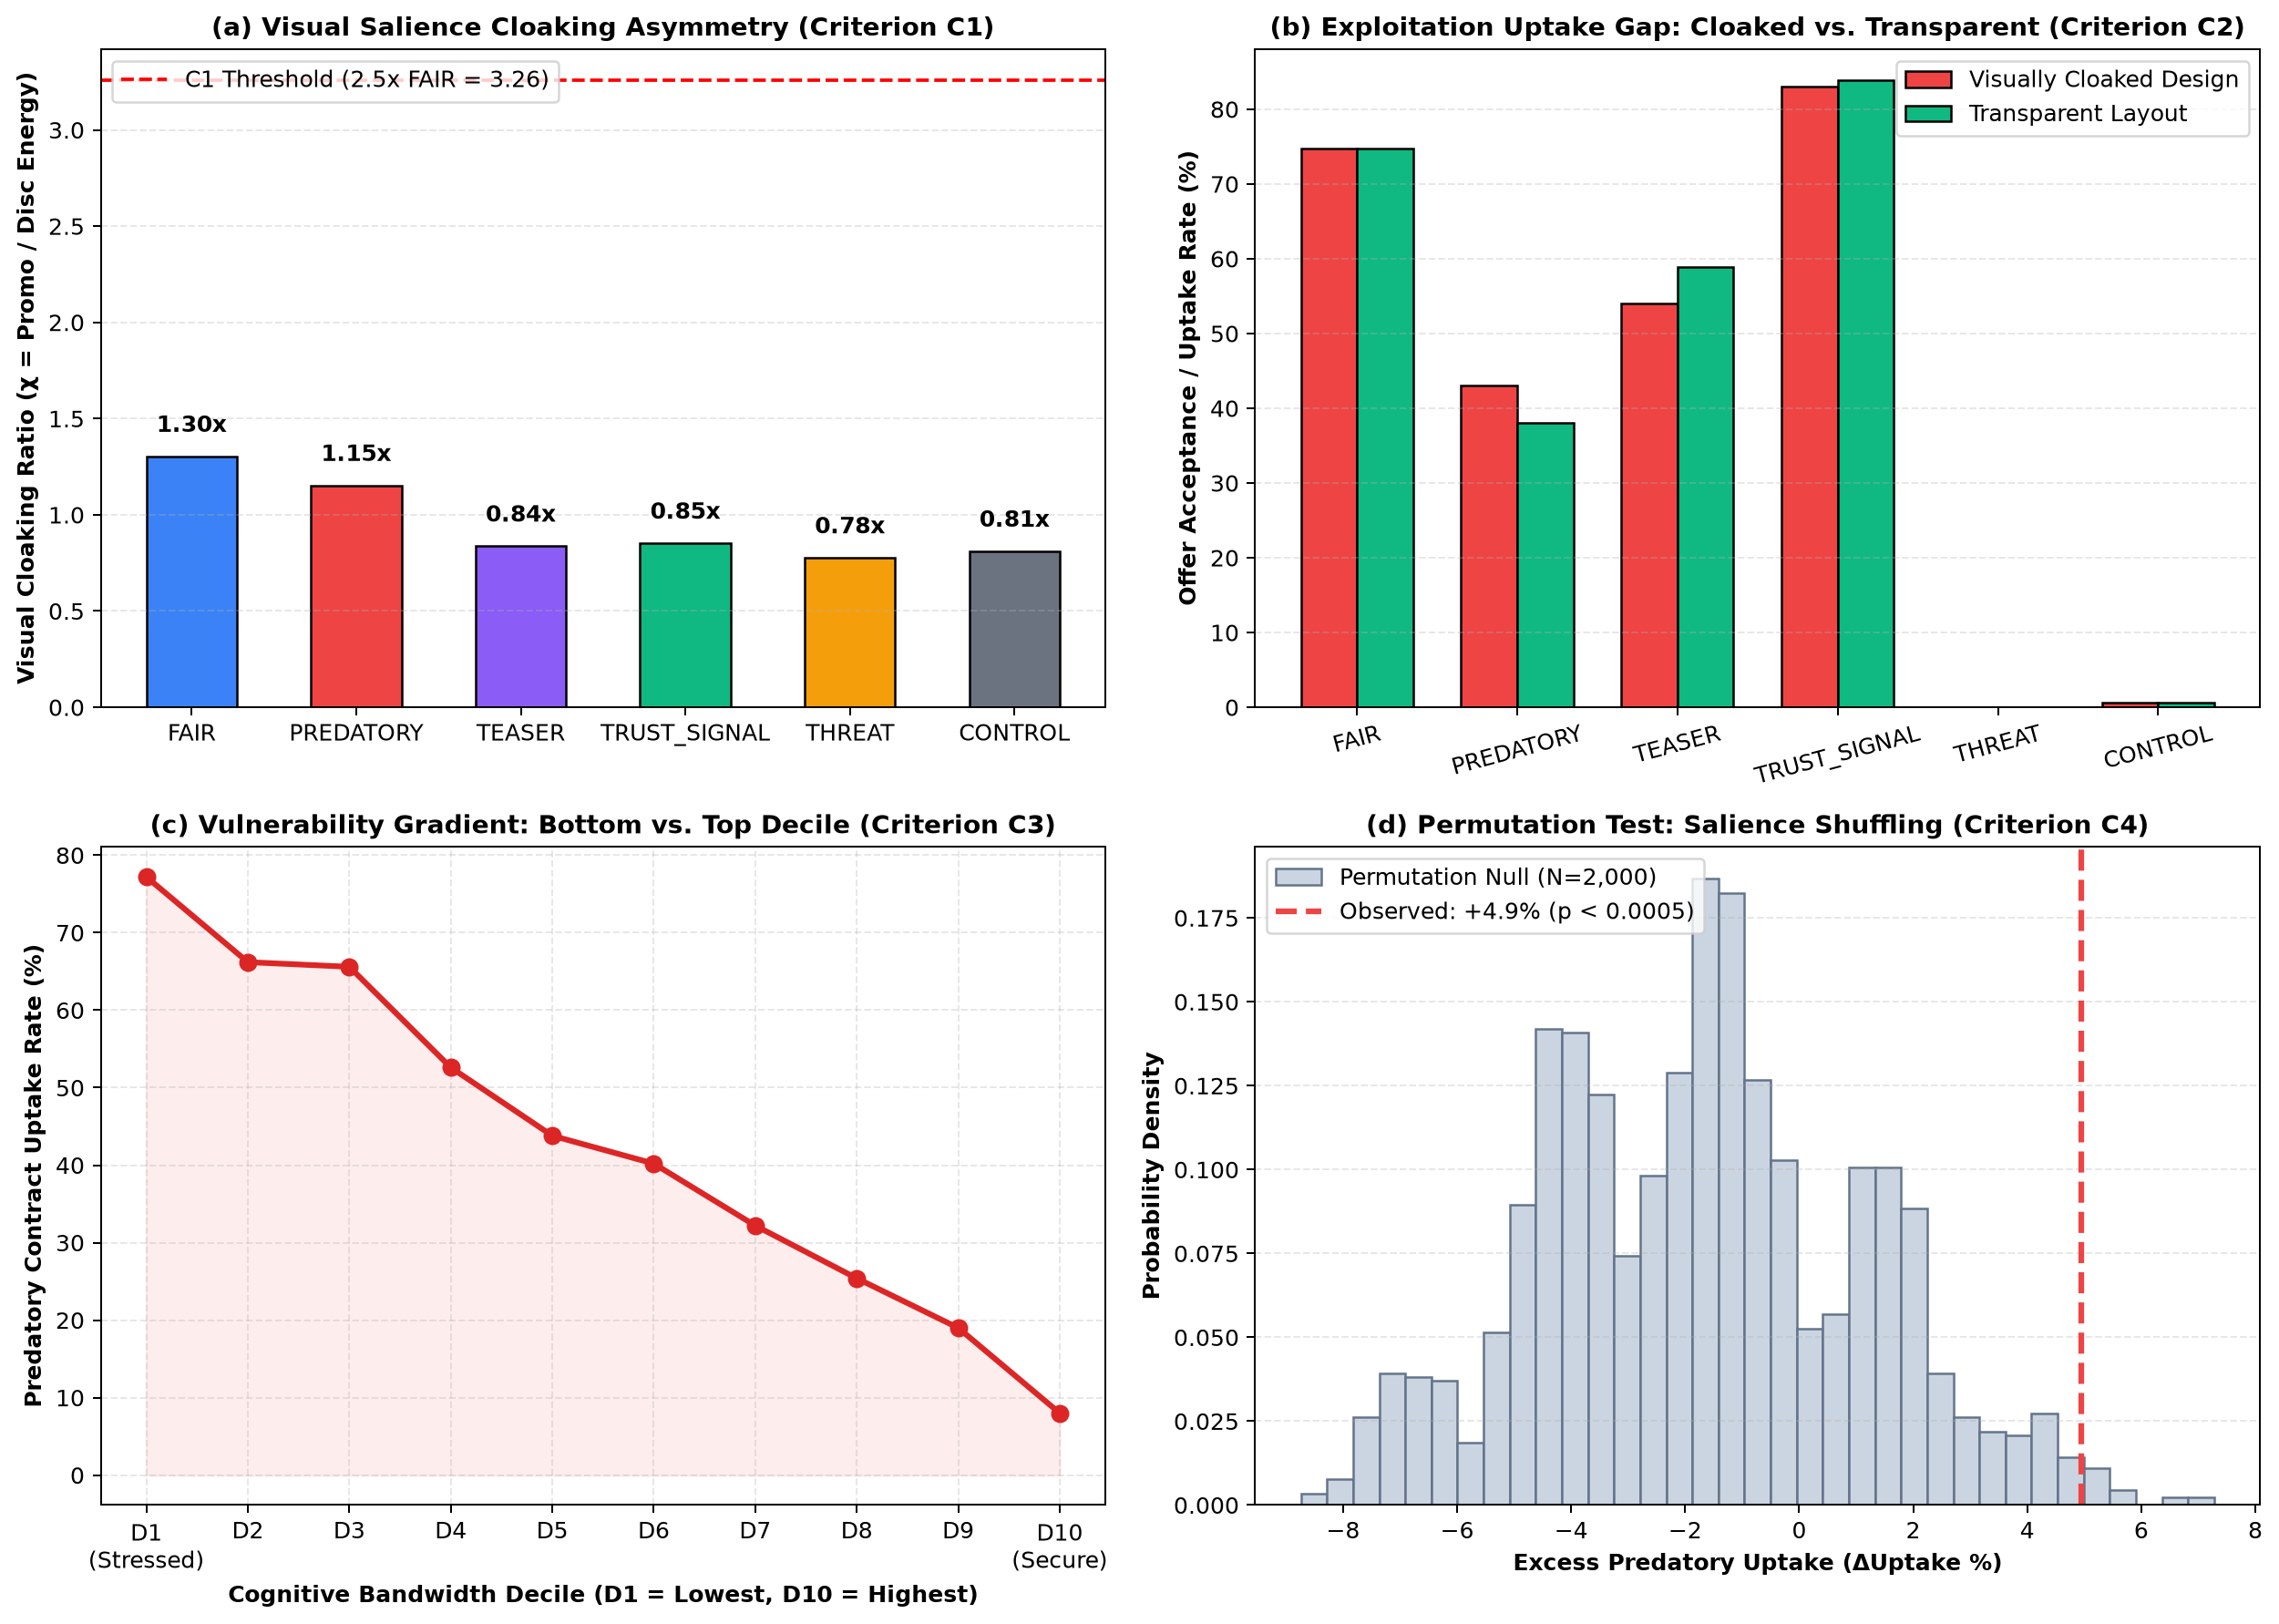 (a) Visual Salience Cloaking Asymmetry (Criterion C1)
Visual Cloaking Ratio (χ = Promo / Disc Energy)
C1 Threshold (2.5x FAIR = 3.26)
3.0
2.5
2.0
1.5
1.0
0.5
0.0
1.30x
1.15x
0.84x
0.85x
0.78x
0.81x
FAIR
PREDATORY
TEASER
TRUST_SIGNAL
THREAT
CONTROL
(b) Exploitation Uptake Gap: Cloaked vs. Transparent (Criterion C2)
Offer Acceptance / Uptake Rate (%)
Visually Cloaked Design
Transparent Layout
80
70
60
50
40
30
20
10
0
FAIR
PREDATORY
TEASER
TRUST_SIGNAL
THREAT
CONTROL
(c) Vulnerability Gradient: Bottom vs. Top Decile (Criterion C3)
Predatory Contract Uptake Rate (%)
80
70
60
50
40
30
20
10
0
D1
(Stressed)
D2
D3
D4
D5
D6
D7
D8
D9
D10
(Secure)
Cognitive Bandwidth Decile (D1 = Lowest, D10 = Highest)
(d) Permutation Test: Salience Shuffling (Criterion C4)
Probability Density
Permutation Null (N=2,000)
Observed: +4.9% (p < 0.0005)
0.175
0.150
0.125
0.100
0.075
0.050
0.025
0.000
−8
−6
−4
−2
0
2
4
6
8
Excess Predatory Uptake (ΔUptake %)